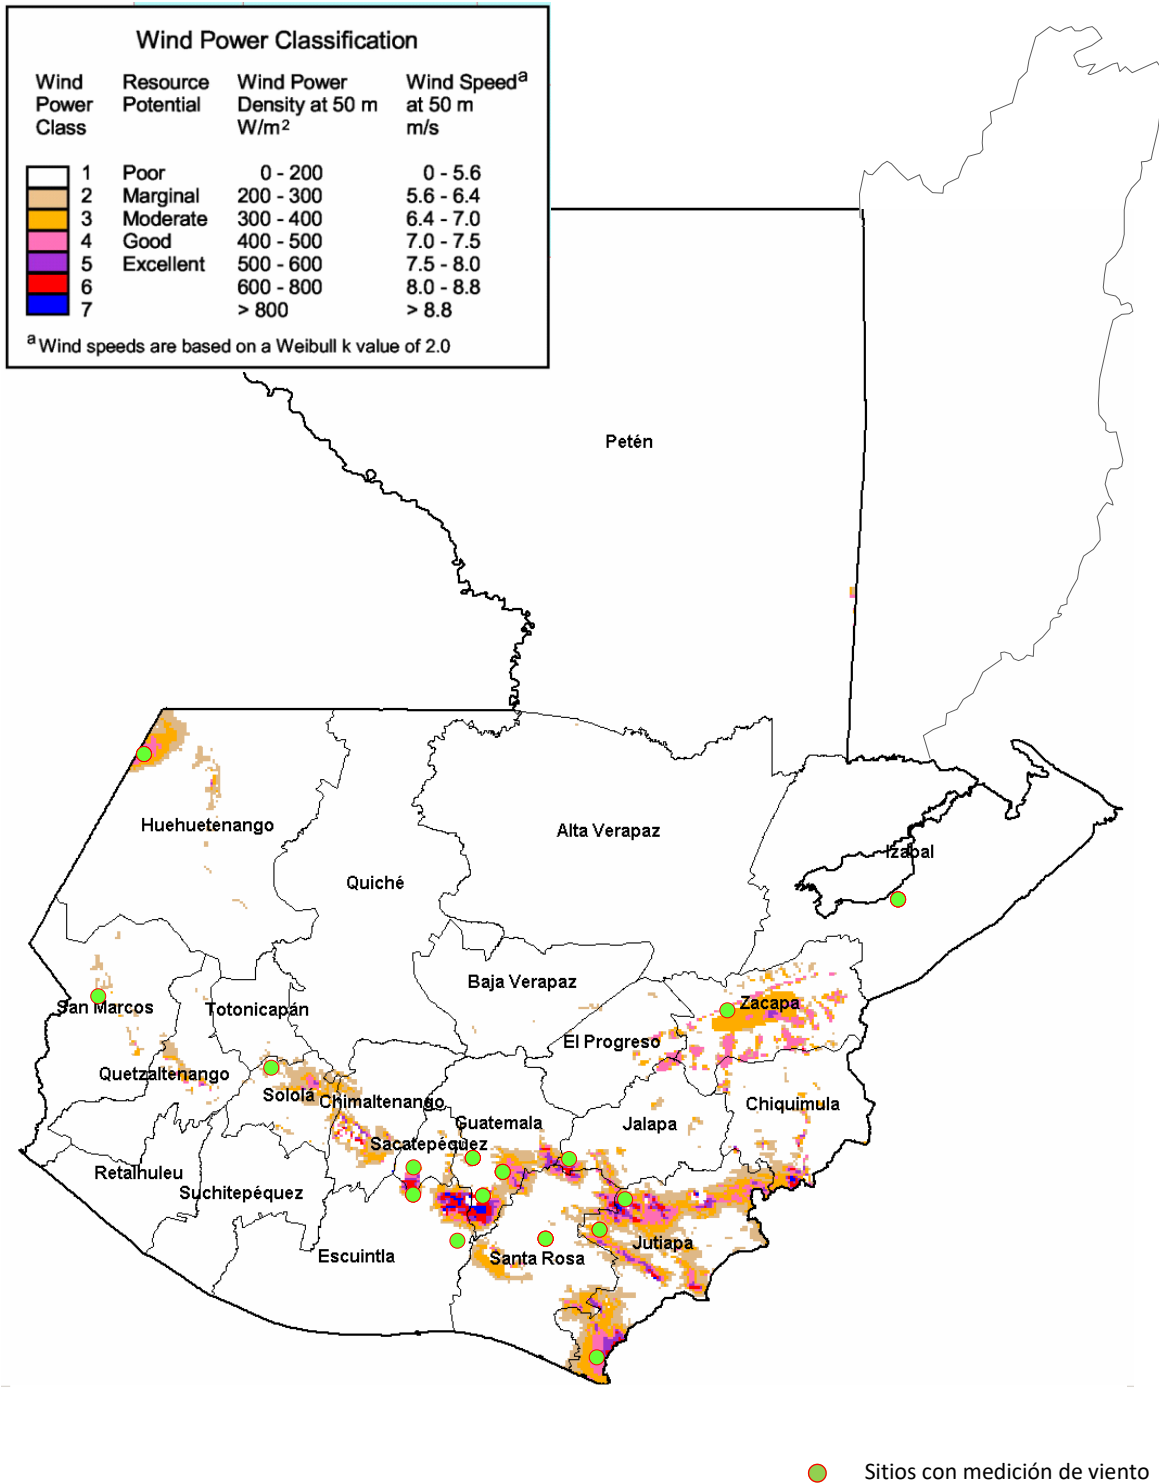 Wind Power Classification
Wind Power Class Resource Potential Wind Power Density at 50 m W/m² Wind Speed a at 50 m m/s
1 Poor 0 - 200 0 - 5.6
2 Marginal 200 - 300 5.6 - 6.4
3 Moderate 300 - 400 6.4 - 7.0
4 Good 400 - 500 7.0 - 7.5
5 Excellent 500 - 600 7.5 - 8.0
6 600 - 800 8.0 - 8.8
7 > 800 > 8.8
a Wind speeds are based on a Weibull k value of 2.0
Petén
Huehuetenango
Alta Verapaz
Izabal
Quiché
Baja Verapaz
Zacapa
San Marcos
Totonicapán
El Progreso
Quetzaltenango
Sololá
Chimaltenango
Chiquimula
Guatemala
Jalapa
Sacatepéquez
Retalhuleu
Suchitepéquez
Jutiapa
Escuintla
Santa Rosa
Sitios con medición de viento